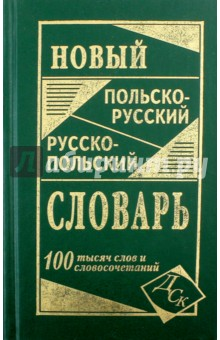 НОВЫЙ
ПОЛЬСКО-
РУССКИЙ
РУССКО-
ПОЛЬСКИЙ
СЛОВАРЬ
100 тысяч слов и
словосочетаний
ДСК